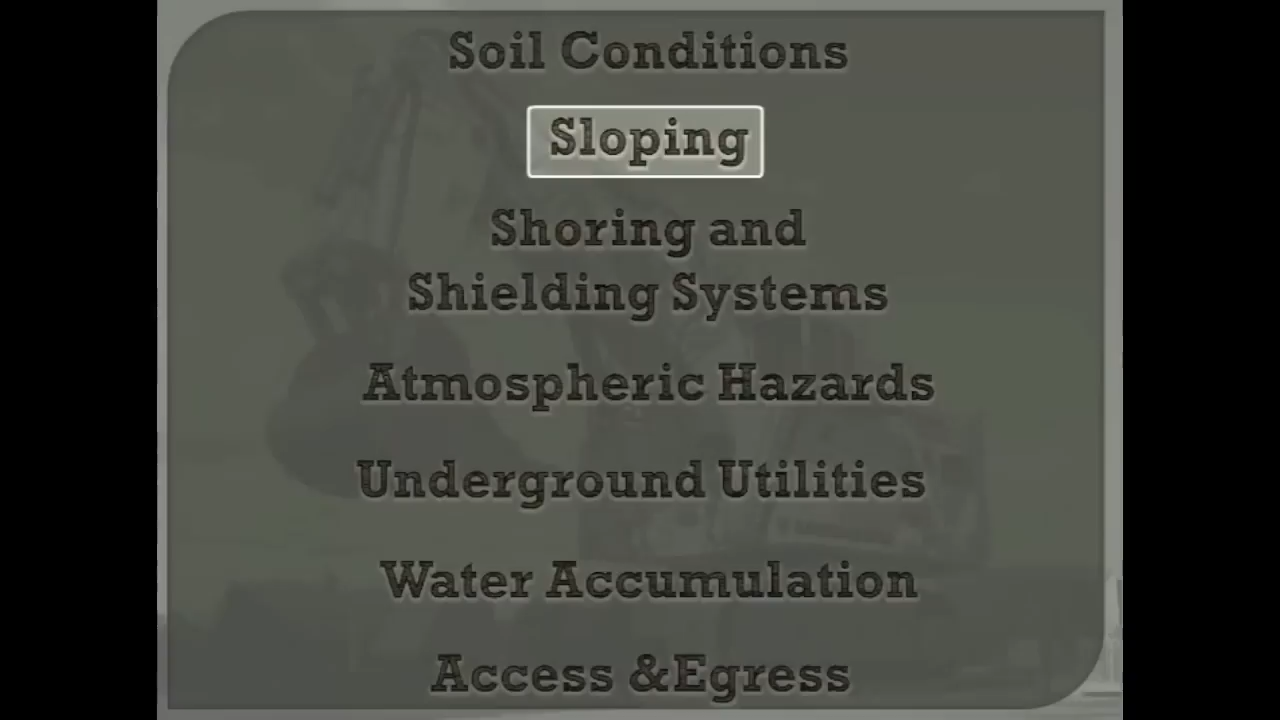 Soil Conditions
Sloping
Shoring and
Shielding Systems
Atmospheric Hazards
Underground Utilities
Water Accumulation
Access &Egress